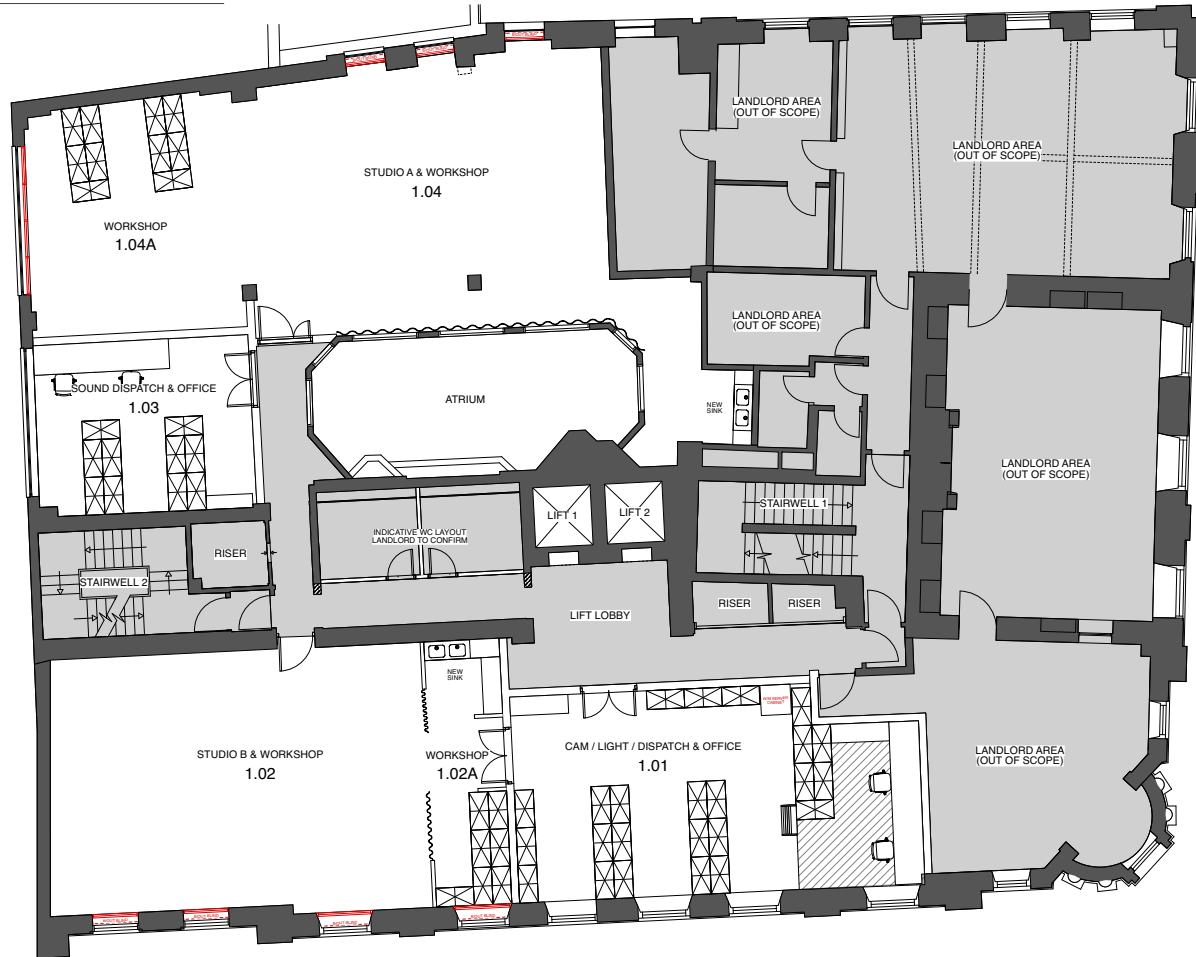 LANDLORD AREA
(OUT OF SCOPE)
LANDLORD AREA
(OUT OF SCOPE)
STUDIO A & WORKSHOP
1.04
WORKSHOP
1.04A
LANDLORD AREA
(OUT OF SCOPE)
SOUND DISPATCH & OFFICE
1.03
ATRIUM
NEW
SINK
LANDLORD AREA
(OUT OF SCOPE)
LIFT 1
LIFT 2
STAIRWELL 1
INDICATIVE WC LAYOUT
LANDLORD TO CONFIRM
RISER
STAIRWELL 2
RISER
RISER
LIFT LOBBY
NEW
SINK
STUDIO B & WORKSHOP
1.02
WORKSHOP
1.02A
CAM / LIGHT / DISPATCH & OFFICE
1.01
LANDLORD AREA
(OUT OF SCOPE)